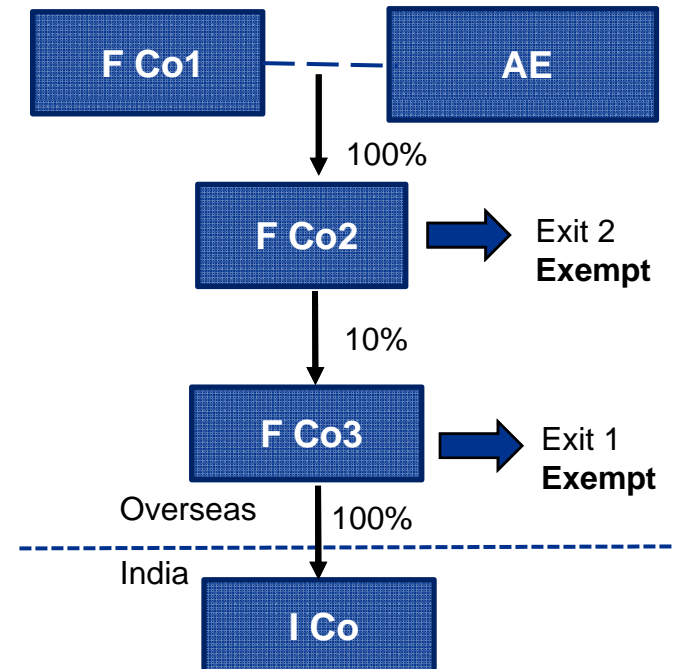 F Co1
AE
100%
F Co2
Exit 2
Exempt
10%
F Co3
Exit 1
Exempt
Overseas
100%
India
I Co